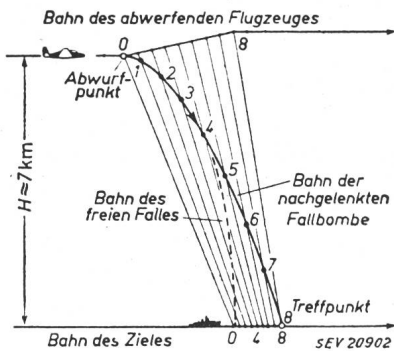 Bahn des abwerfenden Flugzeuges
0
8
Abwurf-
punkt
1
2
3
4
5
6
7
8
H≈7km
Bahn des
freien Falles
Bahn der
nachgelenkten
Fallbombe
Treffpunkt
0 4 8
Bahn des Zieles
SEV 20902